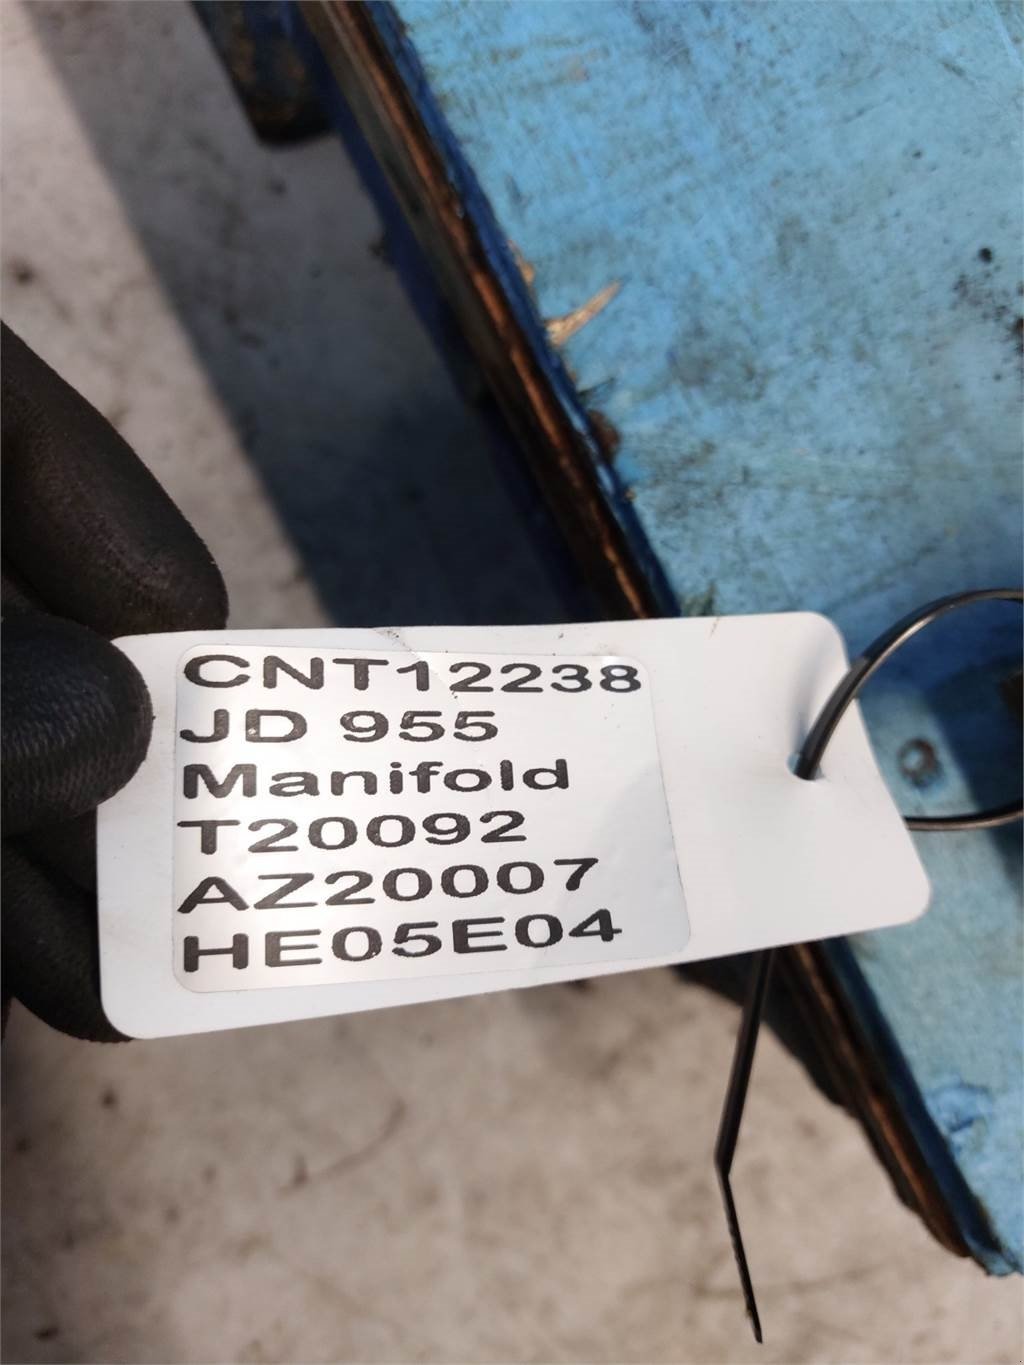 CNT12238
JD 955
Manifold
T20092
AZ20007
HE05E04